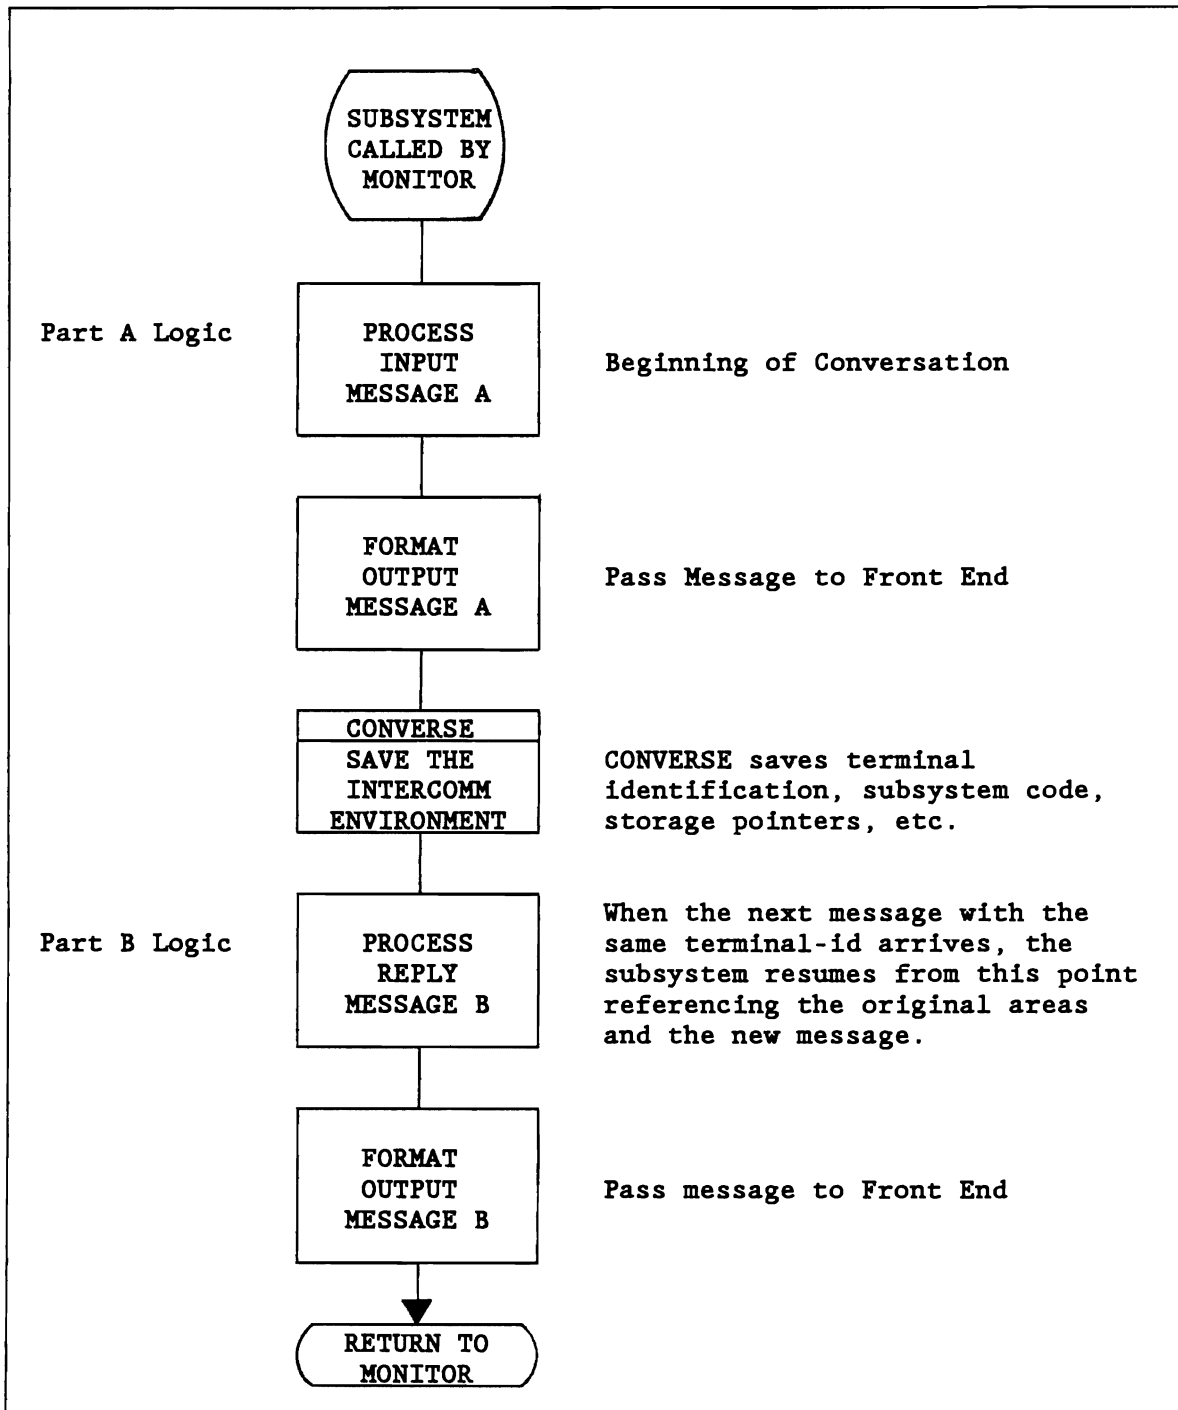 SUBSYSTEM
CALLED BY
MONITOR
Part A Logic
PROCESS
INPUT
MESSAGE A
Beginning of Conversation
FORMAT
OUTPUT
MESSAGE A
Pass Message to Front End
CONVERSE
SAVE THE
INTERCOMM
ENVIRONMENT
CONVERSE saves terminal
identification, subsystem code,
storage pointers, etc.
Part B Logic
PROCESS
REPLY
MESSAGE B
When the next message with the
same terminal-id arrives, the
subsystem resumes from this point
referencing the original areas
and the new message.
FORMAT
OUTPUT
MESSAGE B
Pass message to Front End
RETURN TO
MONITOR